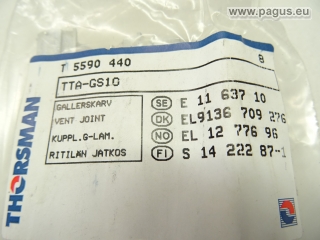 www.pagus.eu
T 5590 440 B
TTA-GS10
GALLERSKARV
VENT JOINT
KUPPL.G-LAM.
RITILÄN JATKOS
SE E 11 637 10
DK EL9136 709 276
NO EL 12 776 96
FI S 14 222 87-1
THORSMAN